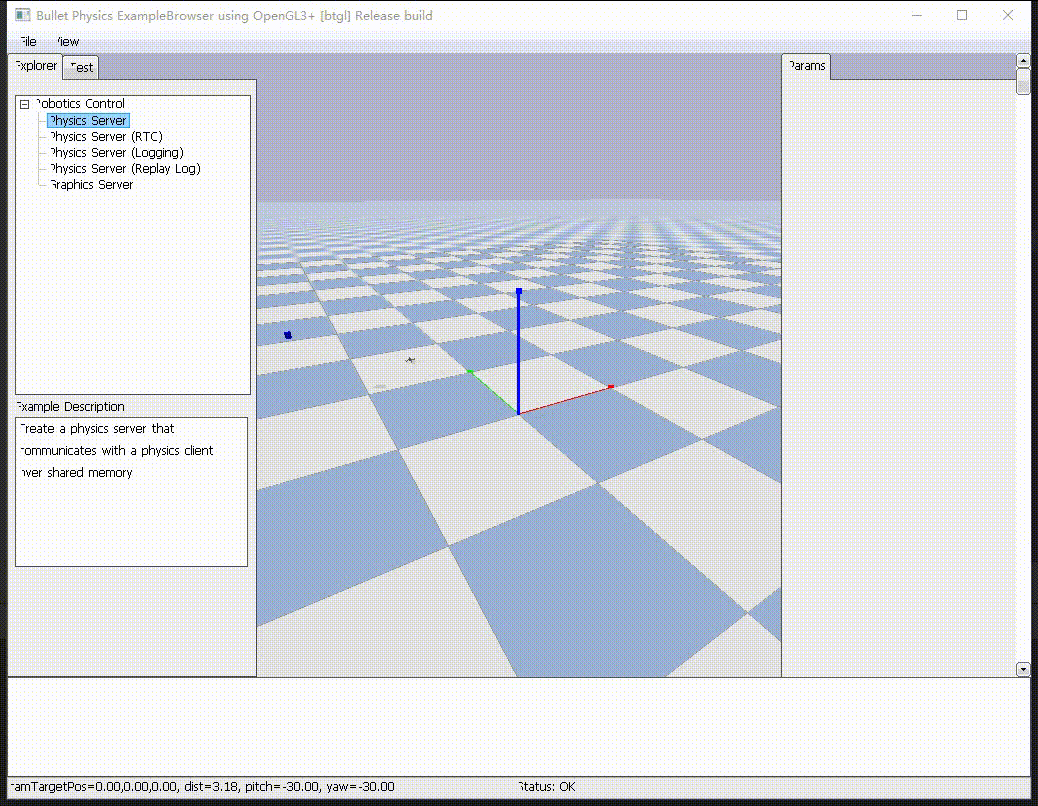 Bullet Physics ExampleBrowser using OpenGL3+ [btgl] Release build
File View
Explorer Test
Params
Robotics Control
Physics Server
Physics Server (RTC)
Physics Server (Logging)
Physics Server (Replay Log)
Graphics Server
Example Description
Create a physics server that
communicates with a physics client
over shared memory
camTargetPos=0.00,0.00,0.00, dist=3.18, pitch=-30.00, yaw=-30.00
Status: OK